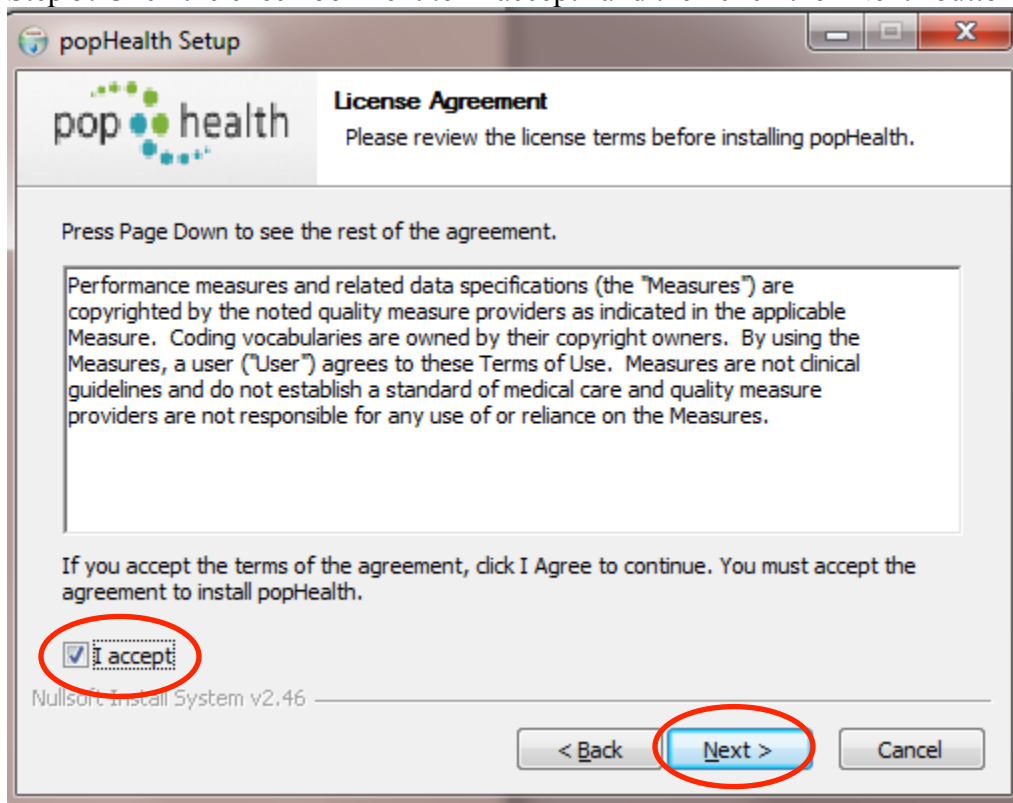 popHealth Setup
pop health
License Agreement
Please review the license terms before installing popHealth.
Press Page Down to see the rest of the agreement.
Performance measures and related data specifications (the "Measures") are
copyrighted by the noted quality measure providers as indicated in the applicable
Measure.  Coding vocabularies are owned by their copyright owners.  By using the
Measures, a user ("User") agrees to these Terms of Use.  Measures are not clinical
guidelines and do not establish a standard of medical care and quality measure
providers are not responsible for any use of or reliance on the Measures.
If you accept the terms of the agreement, click I Agree to continue. You must accept the
agreement to install popHealth.
I accept
Nullsoft Install System v2.46
< Back
Next >
Cancel